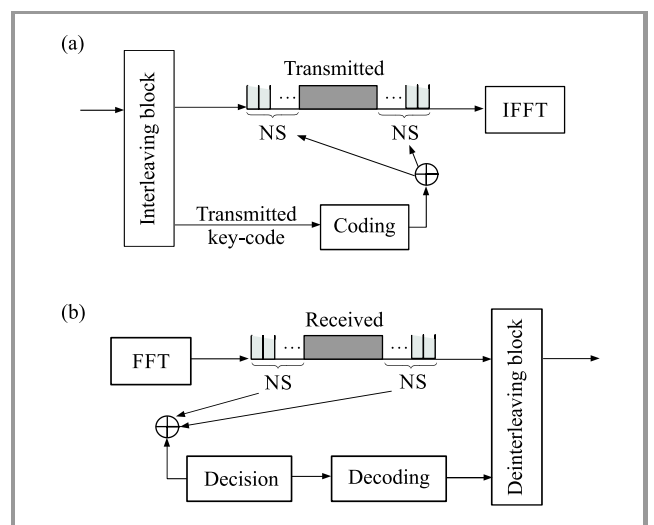 (a)
Interleaving block
Transmitted
...
...
NS
NS
IFFT
Transmitted
key-code
Coding
(b)
FFT
Received
...
...
NS
NS
Deinterleaving block
Decision
Decoding